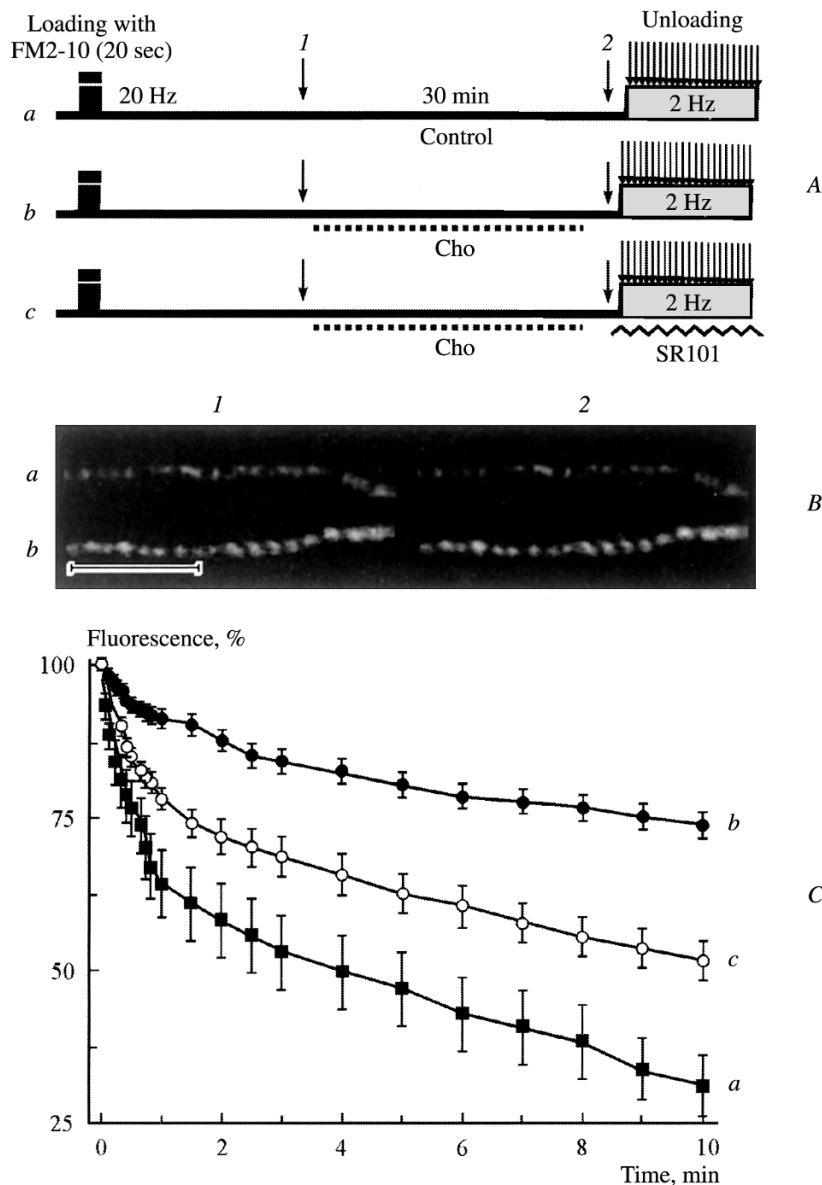 Loading with
FM2-10 (20 sec)
1
2
Unloading
20 Hz
30 min
2 Hz
a
Control
A
b
2 Hz
Cho
c
2 Hz
Cho
SR101
1
2
a
b
B
Fluorescence, %
100
75
50
25
b
c
a
C
0
2
4
6
8
10
Time, min